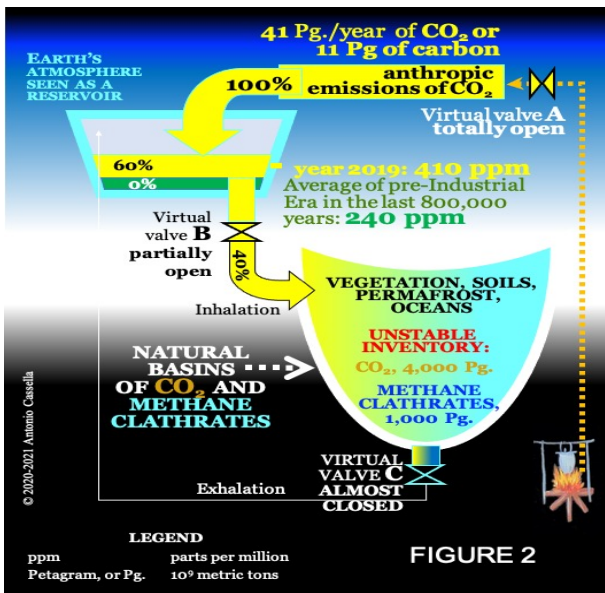 41 Pg./year of CO₂ or
11 Pg of carbon
EARTH'S
ATMOSPHERE
SEEN AS A
RESERVOIR
100%
anthropic
emissions of CO₂
Virtual valve A
totally open
60%
0%
year 2019: 410 ppm
Average of pre-Industrial
Era in the last 800,000
years: 240 ppm
Virtual
valve B
partially
open
40%
Inhalation
VEGETATION, SOILS,
PERMAFROST,
OCEANS
UNSTABLE
INVENTORY:
CO₂, 4,000 Pg.
METHANE
CLATHRATES,
1,000 Pg.
NATURAL
BASINS
OF CO₂ AND
METHANE
CLATHRATES
VIRTUAL
VALVE C
ALMOST
CLOSED
Exhalation
© 2020-2021 Antonio Cassella
LEGEND
ppm parts per million
Petagram, or Pg. 10⁹ metric tons
FIGURE 2